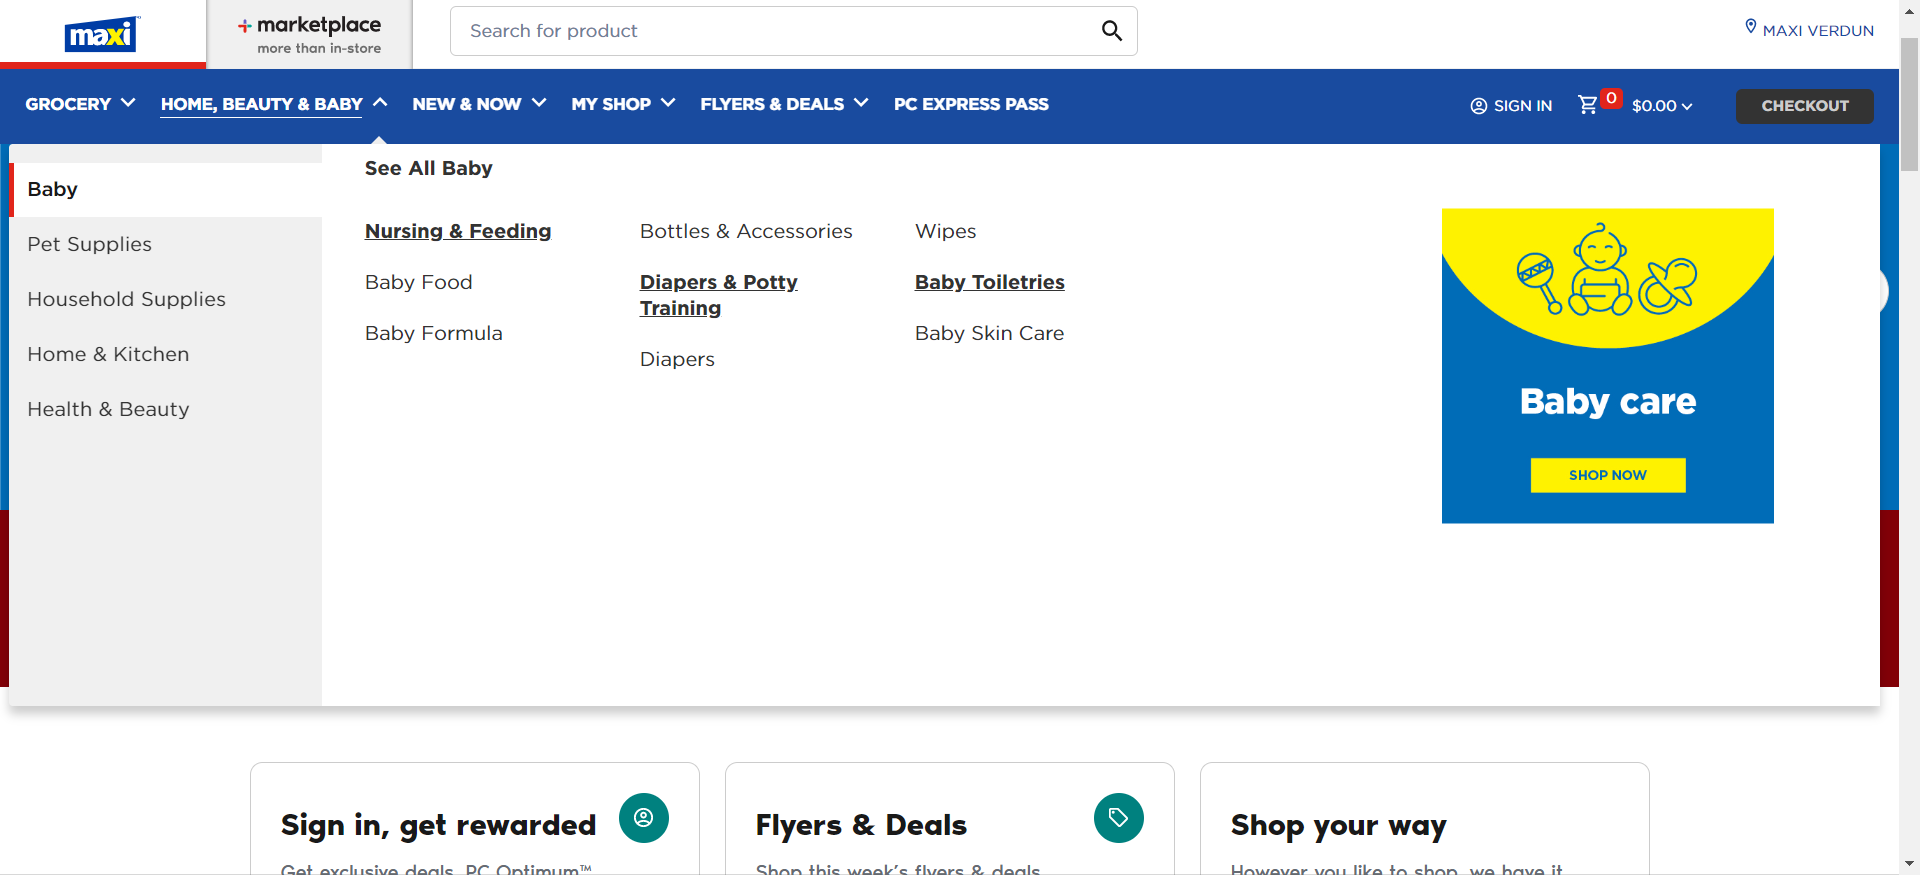 maxi
marketplace
more than in-store
Search for product
MAXI VERDUN
GROCERY
HOME, BEAUTY & BABY
NEW & NOW
MY SHOP
FLYERS & DEALS
PC EXPRESS PASS
SIGN IN
0
$0.00
CHECKOUT
Baby
Pet Supplies
Household Supplies
Home & Kitchen
Health & Beauty
See All Baby
Nursing & Feeding
Baby Food
Baby Formula
Bottles & Accessories
Diapers & Potty
Training
Diapers
Wipes
Baby Toiletries
Baby Skin Care
Baby care
SHOP NOW
Sign in, get rewarded
Get exclusive deals, PC Optimum™
Flyers & Deals
Shop this week's flyers & deals
Shop your way
However you like to shop, we have it